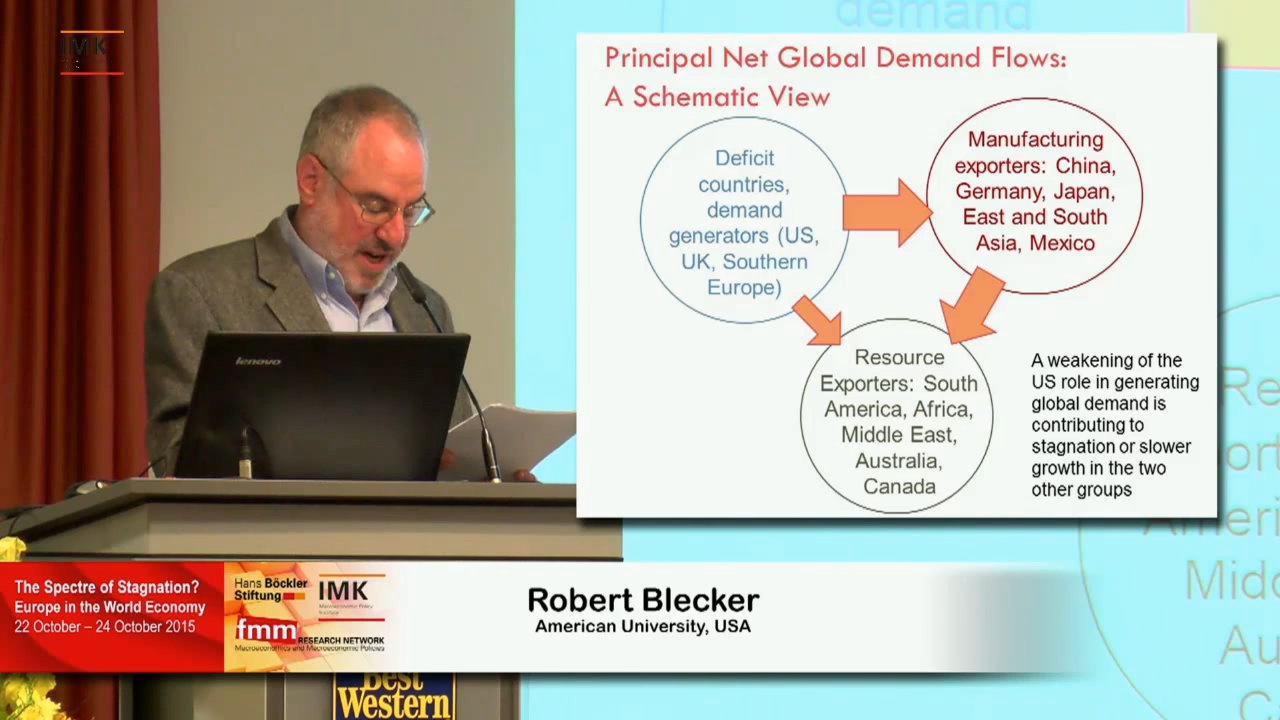 IMK
demand
Principal Net Global Demand Flows:
A Schematic View
Deficit
countries,
demand
generators (US,
UK, Southern
Europe)
Manufacturing
exporters: China,
Germany, Japan,
East and South
Asia, Mexico
Resource
Exporters: South
America, Africa,
Middle East,
Australia,
Canada
A weakening of the
US role in generating
global demand is
contributing to
stagnation or slower
growth in the two
other groups
lenovo
The Spectre of Stagnation?
Europe in the World Economy
22 October – 24 October 2015
Hans Böckler
Stiftung
IMK
Macroeconomic Policy
Institute
fmm
RESEARCH NETWORK
Macroeconomics and Macroeconomic Policies
Robert Blecker
American University, USA
Best
Western